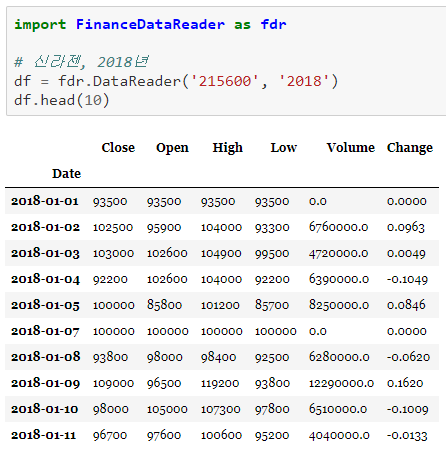 import FinanceDataReader as fdr
# 신라젠, 2018년
df = fdr.DataReader('215600', '2018')
df.head(10)
Close Open High Low Volume Change
Date
2018-01-01 93500 93500 93500 93500 0.0 0.0000
2018-01-02 102500 95900 104000 93300 6760000.0 0.0963
2018-01-03 103000 102600 104900 99500 4720000.0 0.0049
2018-01-04 92200 102600 104000 92200 6390000.0 -0.1049
2018-01-05 100000 85800 101200 85700 8250000.0 0.0846
2018-01-07 100000 100000 100000 100000 0.0 0.0000
2018-01-08 93800 98000 98400 92500 6280000.0 -0.0620
2018-01-09 109000 96500 119200 93800 12290000.0 0.1620
2018-01-10 98000 105000 107300 97800 6510000.0 -0.1009
2018-01-11 96700 97600 100600 95200 4040000.0 -0.0133